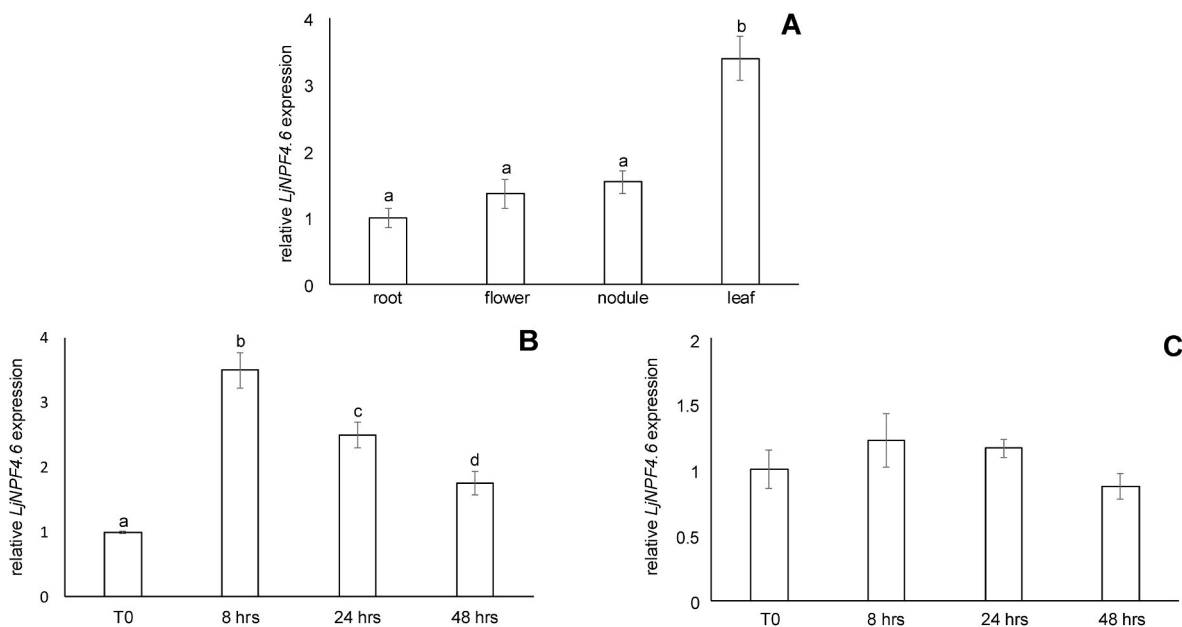 A
relative LjNPF4.6 expression
4
3
2
1
0
a
a
a
b
root flower nodule leaf
B
relative LjNPF4.6 expression
4
3
2
1
0
a
b
c
d
T0 8 hrs 24 hrs 48 hrs
C
relative LjNPF4.6 expression
2
1.5
1
0.5
0
T0 8 hrs 24 hrs 48 hrs